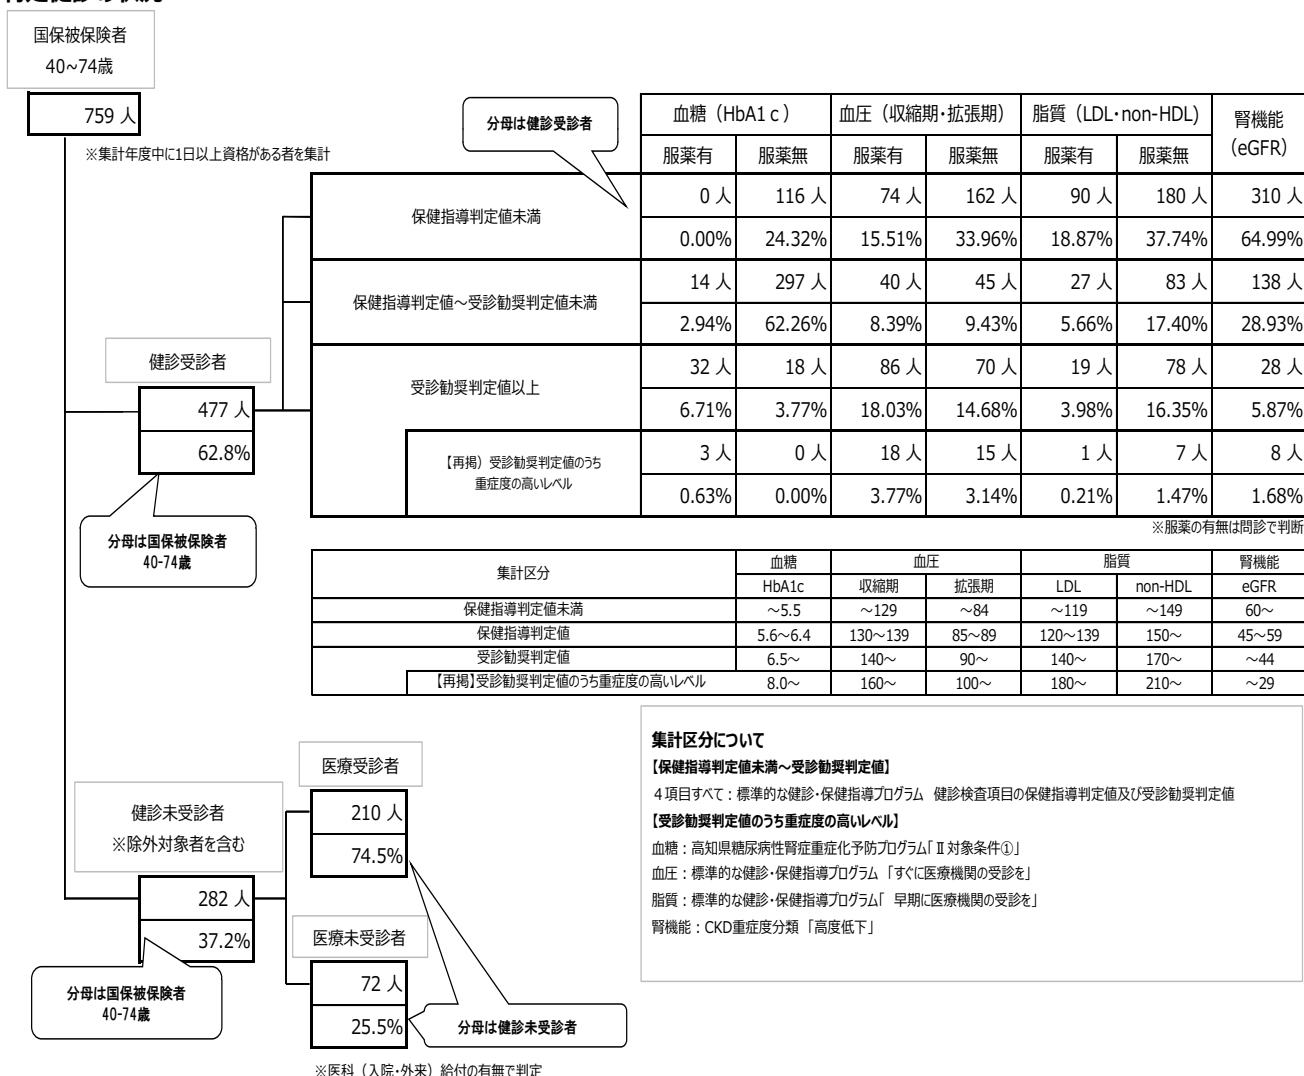 国保被保険者
40~74歳
759 人
※集計年度中に1日以上資格がある者を集計
分母は健診受診者
血糖（HbA1ｃ） 血圧（収縮期・拡張期） 脂質（LDL・non-HDL） 腎機能
（eGFR）
服薬有 服薬無 服薬有 服薬無 服薬有 服薬無
保健指導判定値未満
0 人 116 人 74 人 162 人 90 人 180 人 310 人
0.00% 24.32% 15.51% 33.96% 18.87% 37.74% 64.99%
保健指導判定値～受診勧奨判定値未満
14 人 297 人 40 人 45 人 27 人 83 人 138 人
2.94% 62.26% 8.39% 9.43% 5.66% 17.40% 28.93%
受診勧奨判定値以上
32 人 18 人 86 人 70 人 19 人 78 人 28 人
6.71% 3.77% 18.03% 14.68% 3.98% 16.35% 5.87%
【再掲）受診勧奨判定値のうち
重症度の高いレベル
3 人 0 人 18 人 15 人 1 人 7 人 8 人
0.63% 0.00% 3.77% 3.14% 0.21% 1.47% 1.68%
※服薬の有無は問診で判断
健診受診者
477 人
62.8%
分母は国保被保険者
40-74歳
集計区分 血糖 血圧 脂質 腎機能
HbA1c 収縮期 拡張期 LDL non-HDL eGFR
保健指導判定値未満 ～5.5 ～129 ～84 ～119 ～149 60～
保健指導判定値 5.6～6.4 130～139 85～89 120～139 150～ 45～59
受診勧奨判定値 6.5～ 140～ 90～ 140～ 170～ ～44
【再掲】受診勧奨判定値のうち重症度の高いレベル 8.0～ 160～ 100～ 180～ 210～ ～29
集計区分について
【保健指導判定値未満～受診勧奨判定値】
４項目すべて：標準的な健診・保健指導プログラム 健診検査項目の保健指導判定値及び受診勧奨判定値
【受診勧奨判定値のうち重症度の高いレベル】
血糖：高知県糖尿病性腎症重症化予防プログラム「Ⅱ対象条件①」
血圧：標準的な健診・保健指導プログラム 「すぐに医療機関の受診を」
脂質：標準的な健診・保健指導プログラム「 早期に医療機関の受診を」
腎機能：CKD重症度分類 「高度低下」
健診未受診者
※除外対象者を含む
282 人
37.2%
分母は国保被保険者
40-74歳
医療受診者
210 人
74.5%
医療未受診者
72 人
25.5%
分母は健診未受診者
※医科（入院・外来）給付の有無で判定